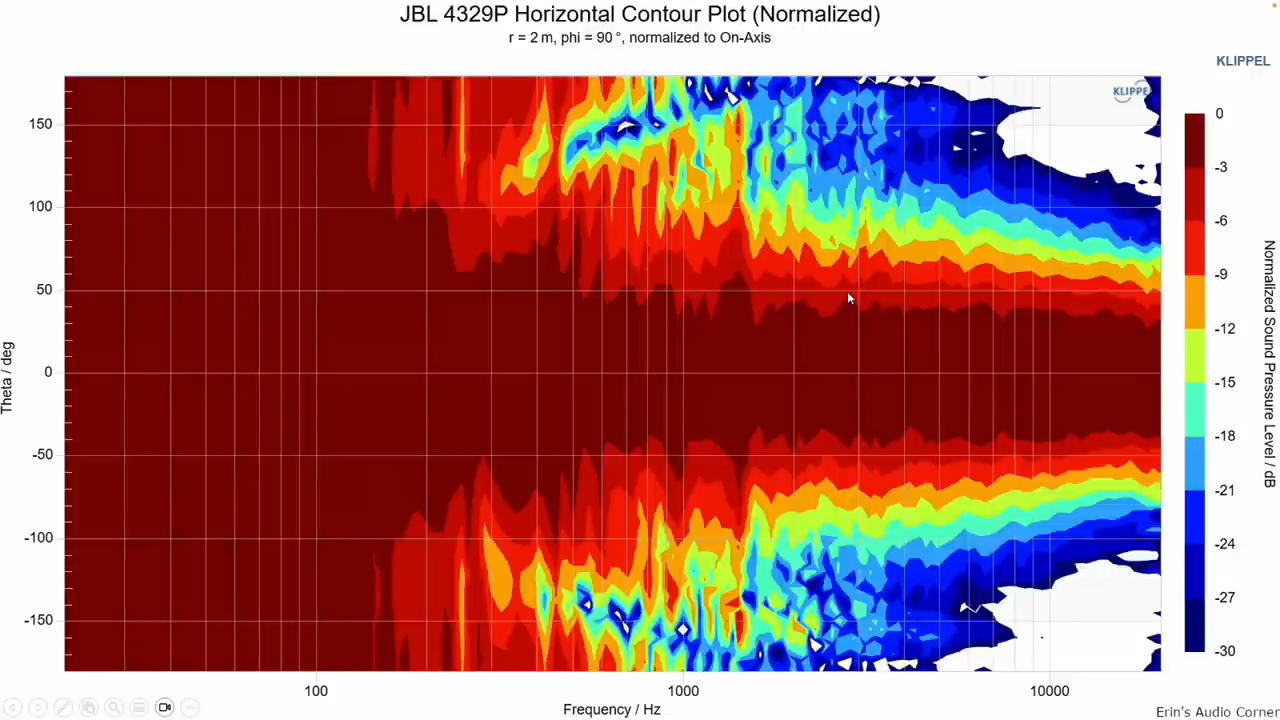 JBL 4329P Horizontal Contour Plot (Normalized)
r = 2 m, phi = 90 °, normalized to On-Axis
KLIPPEL
KLIPPE
150
100
50
0
-50
-100
-150
Theta / deg
100
1000
10000
Frequency / Hz
0
-3
-6
-9
-12
-15
-18
-21
-24
-27
-30
Normalized Sound Pressure Level / dB
Erin's Audio Corner